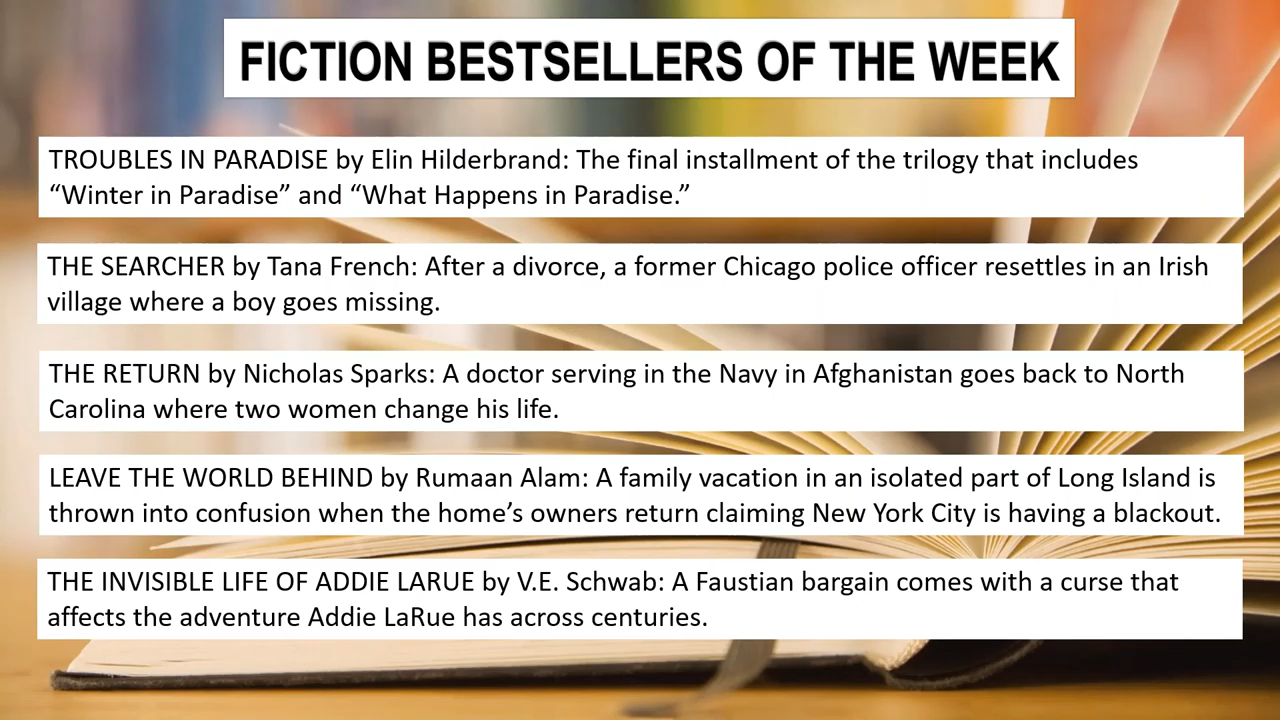 FICTION BESTSELLERS OF THE WEEK
TROUBLES IN PARADISE by Elin Hilderbrand: The final installment of the trilogy that includes
“Winter in Paradise” and “What Happens in Paradise.”
THE SEARCHER by Tana French: After a divorce, a former Chicago police officer resettles in an Irish
village where a boy goes missing.
THE RETURN by Nicholas Sparks: A doctor serving in the Navy in Afghanistan goes back to North
Carolina where two women change his life.
LEAVE THE WORLD BEHIND by Rumaan Alam: A family vacation in an isolated part of Long Island is
thrown into confusion when the home’s owners return claiming New York City is having a blackout.
THE INVISIBLE LIFE OF ADDIE LARUE by V.E. Schwab: A Faustian bargain comes with a curse that
affects the adventure Addie LaRue has across centuries.